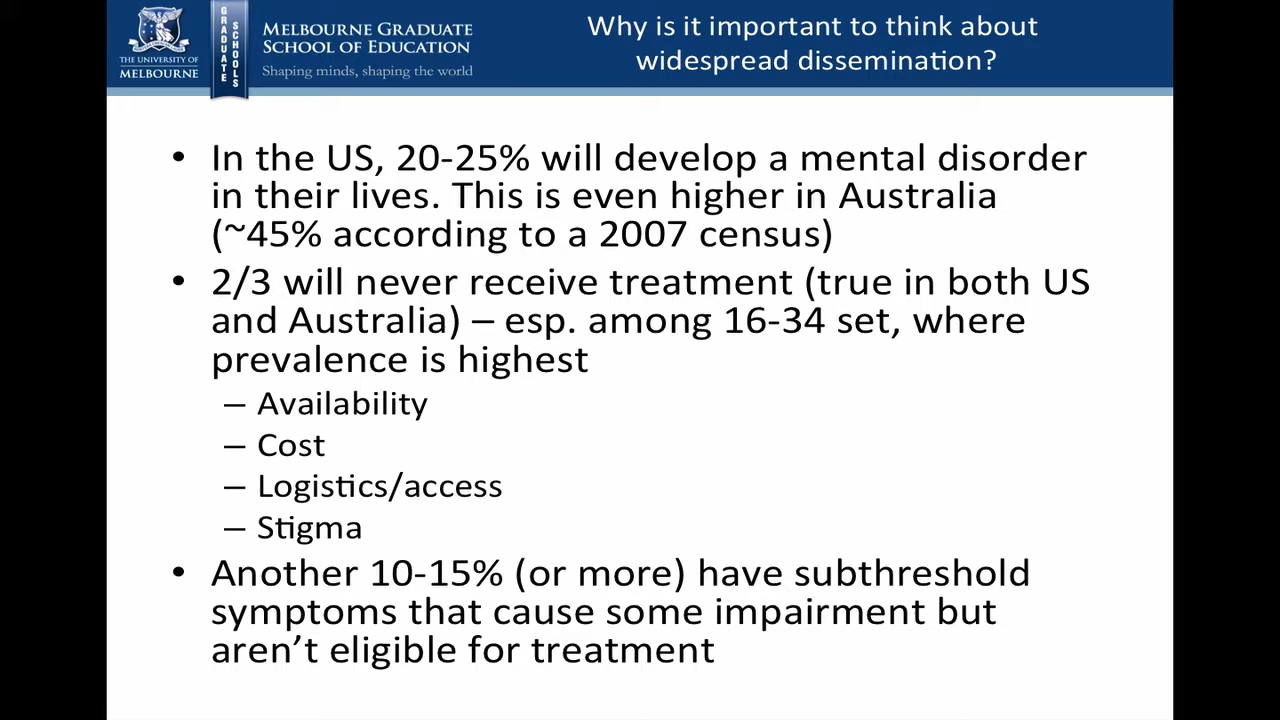 THE UNIVERSITY OF
MELBOURNE
GRADUATE
SCHOOLS
MELBOURNE GRADUATE
SCHOOL OF EDUCATION
Shaping minds, shaping the world
Why is it important to think about
widespread dissemination?
• In the US, 20-25% will develop a mental disorder
in their lives. This is even higher in Australia
(~45% according to a 2007 census)
• 2/3 will never receive treatment (true in both US
and Australia) – esp. among 16-34 set, where
prevalence is highest
– Availability
– Cost
– Logistics/access
– Stigma
• Another 10-15% (or more) have subthreshold
symptoms that cause some impairment but
aren’t eligible for treatment